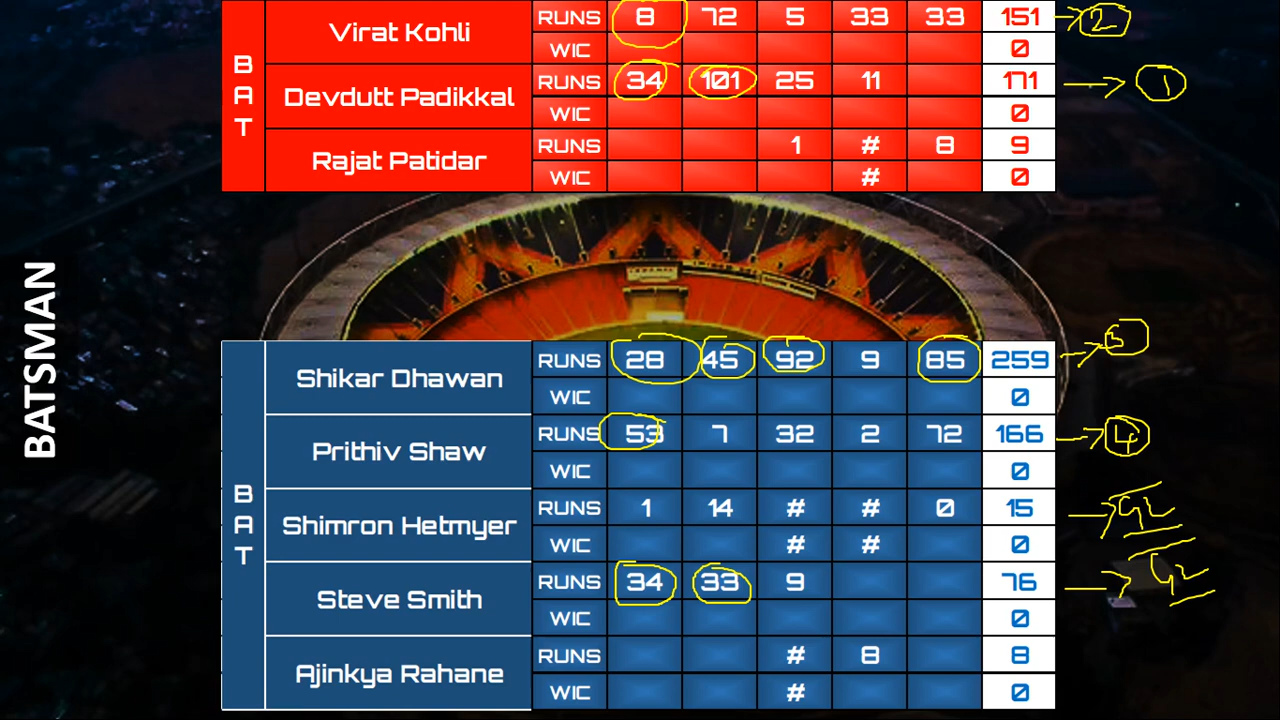 BATSMAN
BAT
Virat Kohli RUNS 8 72 5 33 33 151 → 2
WIC 0
Devdutt Padikkal RUNS 34 101 25 11 171 → 1
WIC 0
Rajat Patidar RUNS 1 # 8 9
WIC # 0
BAT
Shikar Dhawan RUNS 28 45 92 9 85 259 → 3
WIC 0
Prithiv Shaw RUNS 53 7 32 2 72 166 → 4
WIC 0
Shimron Hetmyer RUNS 1 14 # # 0 15 → GL
WIC # # 0
Steve Smith RUNS 34 33 9 76 → GL
WIC 0
Ajinkya Rahane RUNS # 8 8
WIC # 0